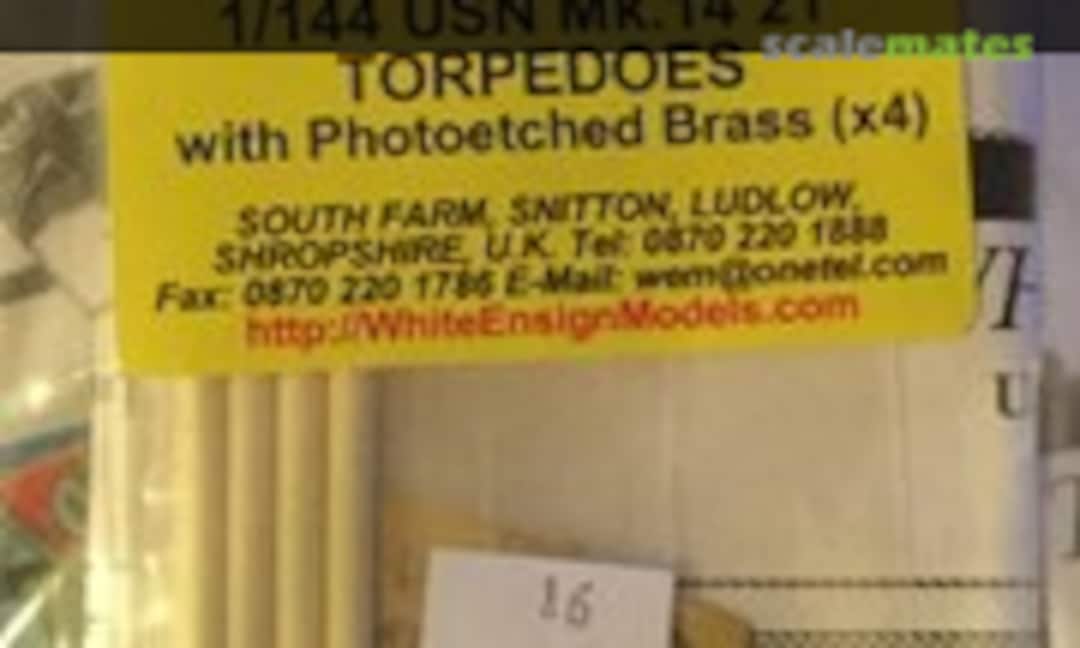 1/144 USN Mk.14 21"
scalemates
TORPEDOES
with Photoetched Brass (x4)
SOUTH FARM, SNITTON, LUDLOW,
SHROPSHIRE, U.K. Tel: 0870 220 1888
Fax: 0870 220 1786 E-Mail: wem@onetel.com
http://WhiteEnsignModels.com
16